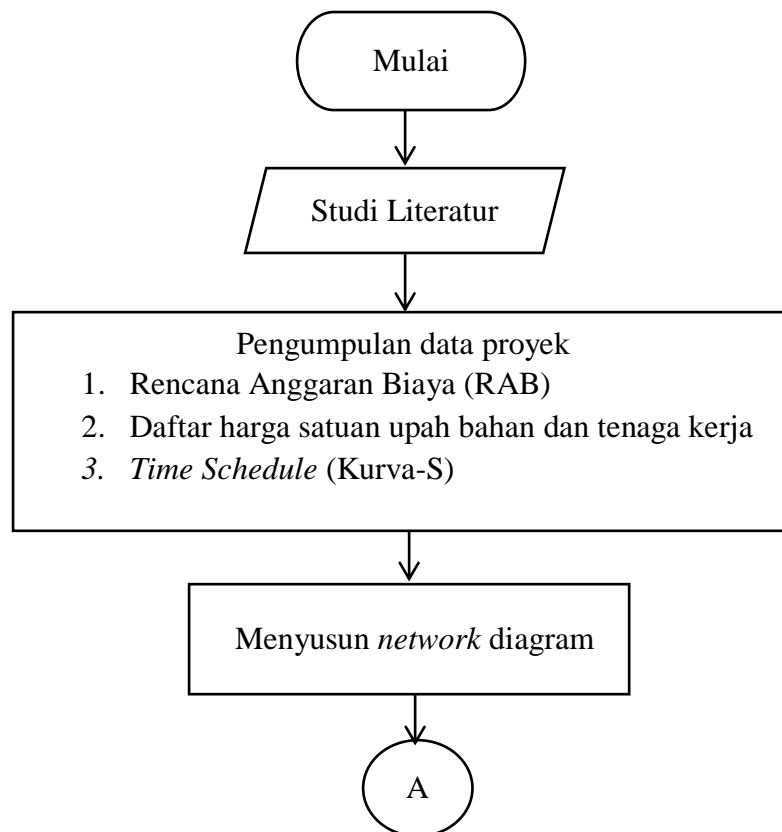 Mulai
Studi Literatur
Pengumpulan data proyek
1. Rencana Anggaran Biaya (RAB)
2. Daftar harga satuan upah bahan dan tenaga kerja
3. Time Schedule (Kurva-S)
Menyusun network diagram
A